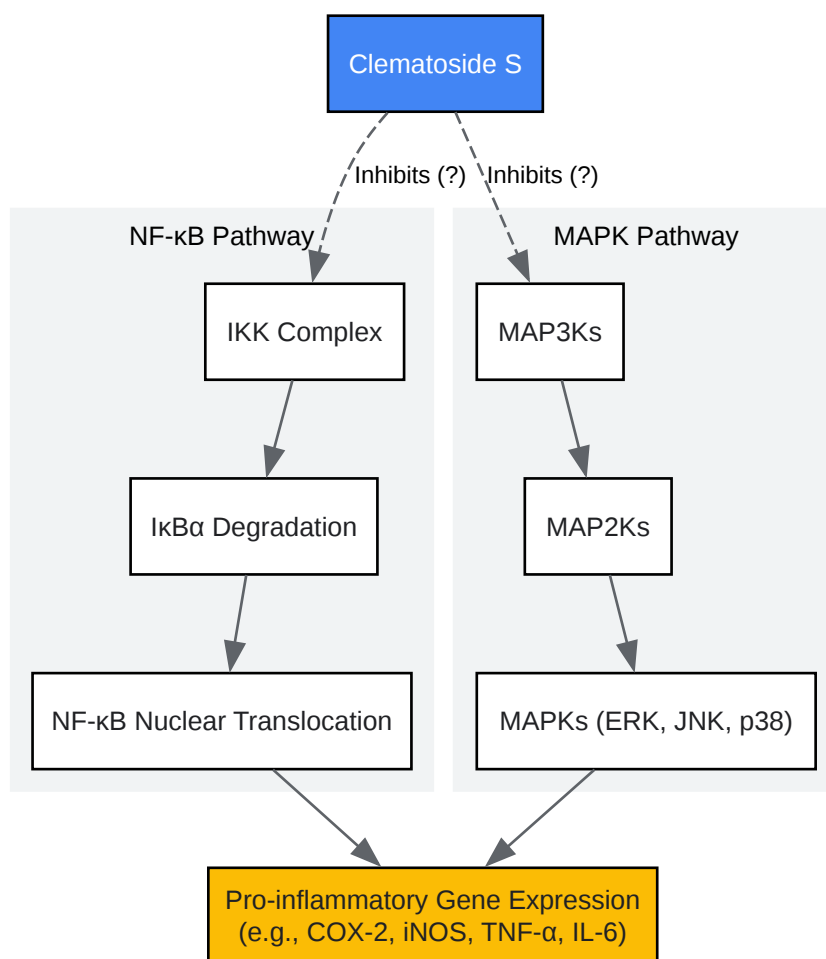 Clematoside S
Inhibits (?)
Inhibits (?)
NF-κB Pathway
MAPK Pathway
IKK Complex
MAP3Ks
IκBα Degradation
MAP2Ks
NF-κB Nuclear Translocation
MAPKs (ERK, JNK, p38)
Pro-inflammatory Gene Expression
(e.g., COX-2, iNOS, TNF-α, IL-6)